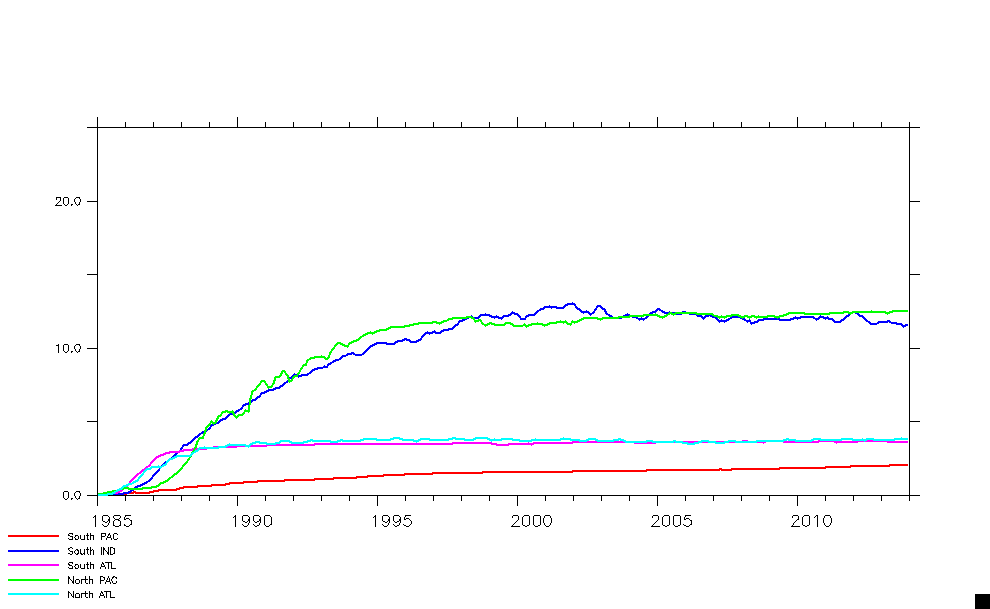 20.0
10.0
0.0
1985 1990 1995 2000 2005 2010
South PAC
South IND
South ATL
North PAC
North ATL